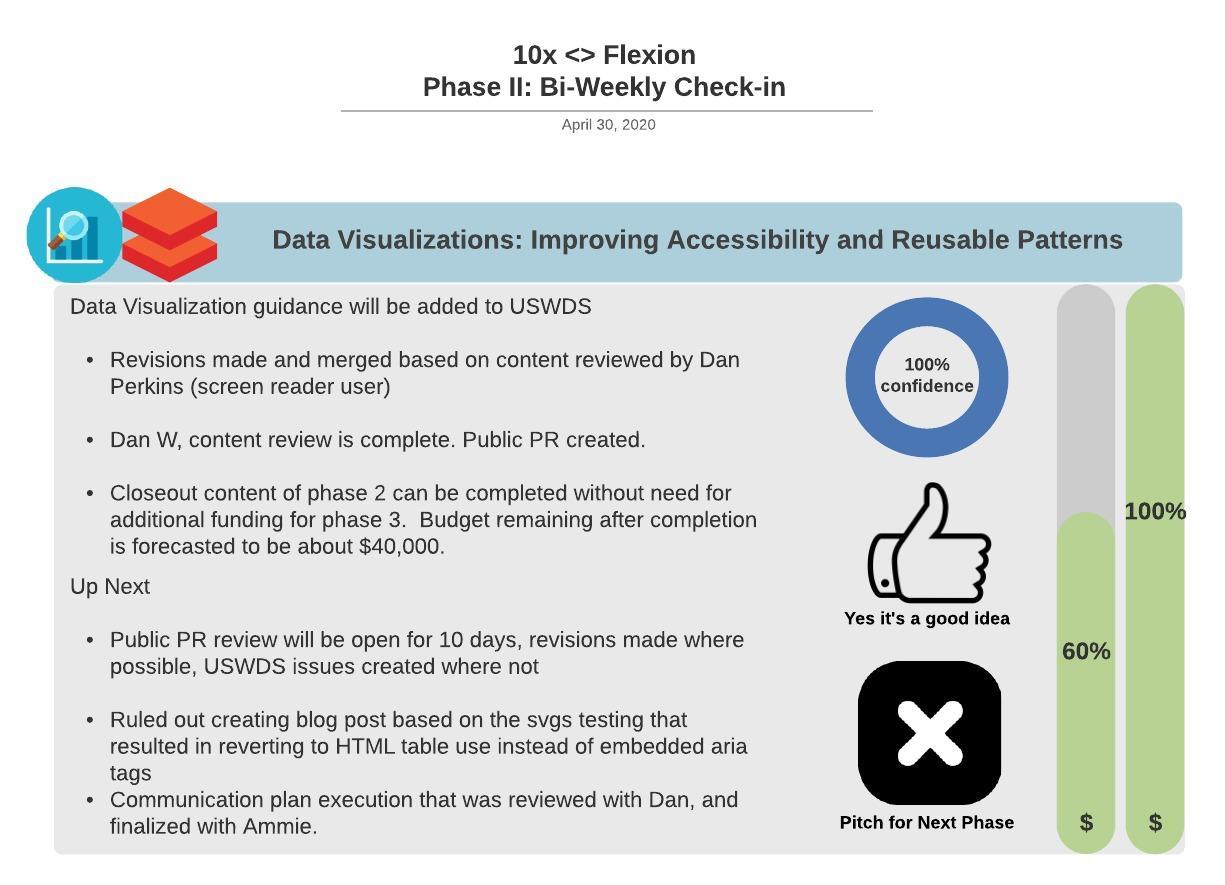 10x <> Flexion
Phase II: Bi-Weekly Check-in
April 30, 2020
Data Visualizations: Improving Accessibility and Reusable Patterns
Data Visualization guidance will be added to USWDS
• Revisions made and merged based on content reviewed by Dan
Perkins (screen reader user)
• Dan W, content review is complete. Public PR created.
• Closeout content of phase 2 can be completed without need for
additional funding for phase 3.  Budget remaining after completion
is forecasted to be about $40,000.
Up Next
• Public PR review will be open for 10 days, revisions made where
possible, USWDS issues created where not
• Ruled out creating blog post based on the svgs testing that
resulted in reverting to HTML table use instead of embedded aria
tags
• Communication plan execution that was reviewed with Dan, and
finalized with Ammie.
100%
confidence
Yes it's a good idea
Pitch for Next Phase
60%
$
100%
$